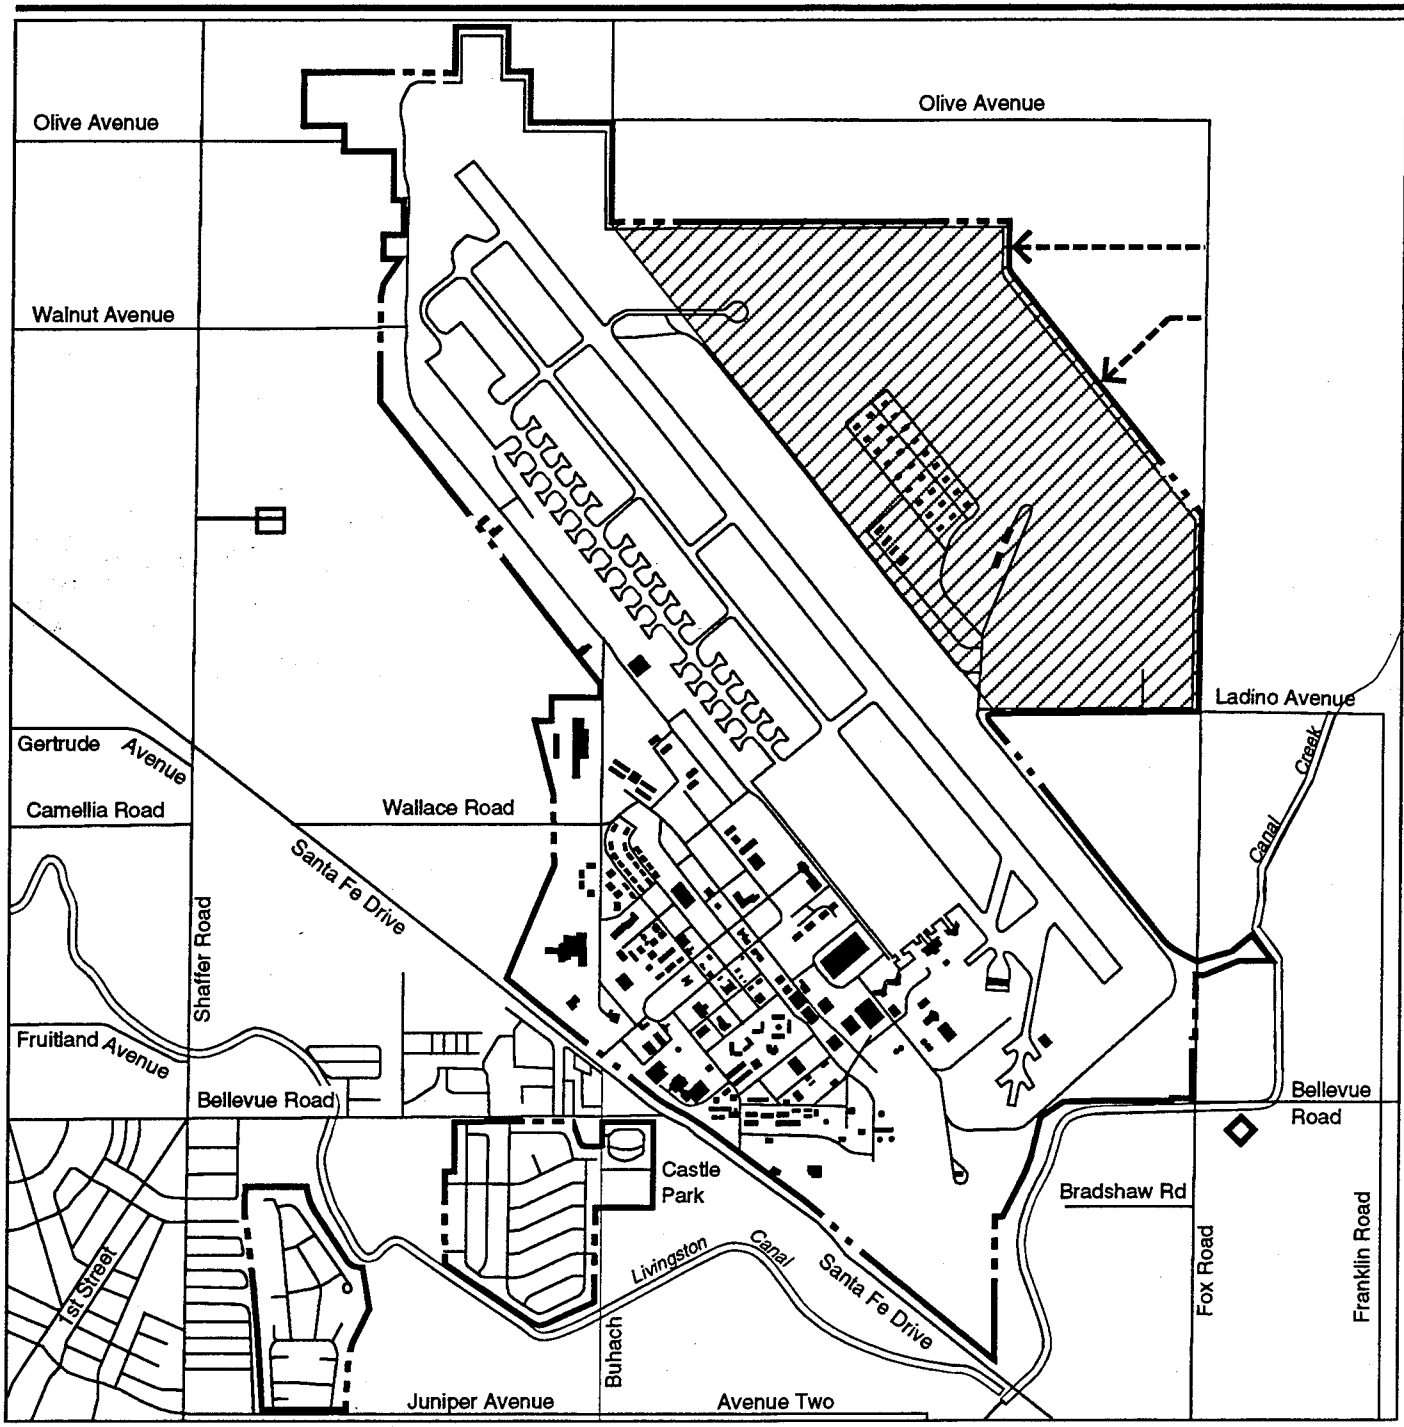 Olive Avenue
Olive Avenue
Walnut Avenue
Ladino Avenue
Gertrude Avenue
Canal Creek
Camellia Road
Wallace Road
Santa Fe Drive
Shaffer Road
Fruitland Avenue
Bellevue Road
Bellevue
Road
Castle
Park
Bradshaw Rd
Livingston Canal
Santa Fe Drive
Fox Road
Franklin Road
1st Street
Buhach
Juniper Avenue
Avenue Two